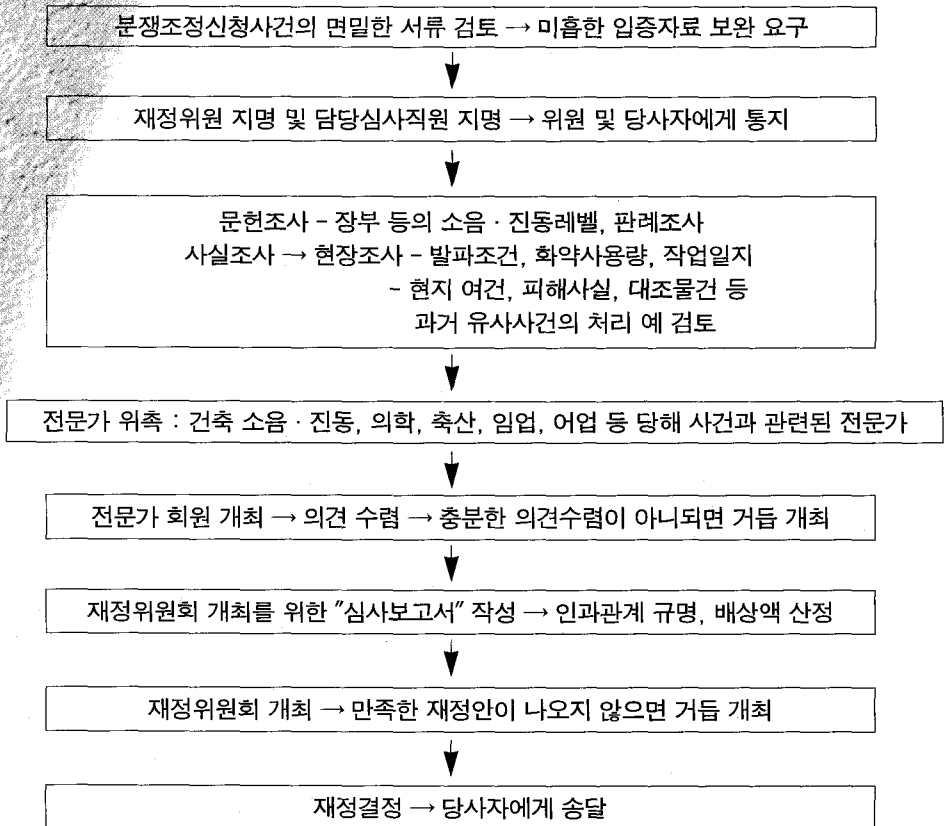 분쟁조정신청사건의 면밀한 서류 검토 → 미흡한 입증자료 보완 요구
재정위원 지명 및 담당심사직원 지명 → 위원 및 당사자에게 통지
문헌조사 – 장부 등의 소음 · 진동레벨, 판례조사
사실조사 → 현장조사 – 발파조건, 화약사용량, 작업일지
– 현지 여건, 피해사실, 대조물건 등
과거 유사사건의 처리 예 검토
전문가 위촉 : 건축 소음 · 진동, 의학, 축산, 임업, 어업 등 당해 사건과 관련된 전문가
전문가 회원 개최 → 의견 수렴 → 충분한 의견수렴이 아니되면 거듭 개최
재정위원회 개최를 위한 "심사보고서" 작성 → 인과관계 규명, 배상액 산정
재정위원회 개최 → 만족한 재정안이 나오지 않으면 거듭 개최
재정결정 → 당사자에게 송달